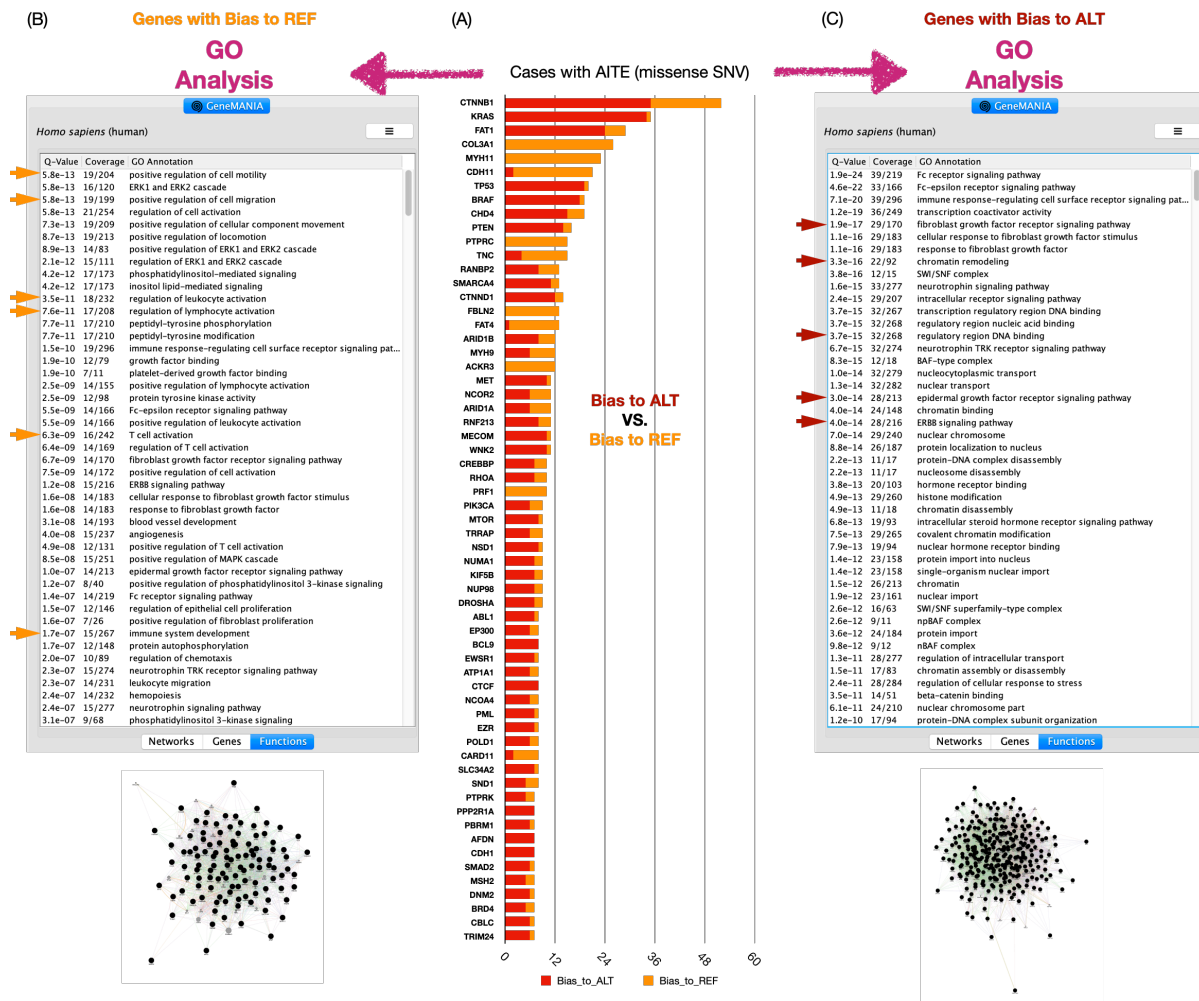 (B)
Genes with Bias to REF
(A)
(C)
Genes with Bias to ALT
GO
Analysis
Cases with AITE (missense SNV)
GO
Analysis
GeneMANIA
Homo sapiens (human)
Q-Value Coverage GO Annotation
5.8e-13 19/204 positive regulation of cell motility
5.8e-13 16/120 ERK1 and ERK2 cascade
5.8e-13 19/199 positive regulation of cell migration
5.8e-13 21/254 regulation of cell activation
7.3e-13 19/209 positive regulation of cellular component movement
8.7e-13 19/213 positive regulation of locomotion
8.9e-13 14/83 positive regulation of ERK1 and ERK2 cascade
2.1e-12 15/111 regulation of ERK1 and ERK2 cascade
4.2e-12 17/173 phosphatidylinositol-mediated signaling
4.2e-12 17/173 inositol lipid-mediated signaling
3.5e-11 18/232 regulation of leukocyte activation
7.6e-11 17/208 regulation of lymphocyte activation
7.7e-11 17/210 peptidyl-tyrosine phosphorylation
7.7e-11 17/210 peptidyl-tyrosine modification
1.5e-10 19/296 immune response-regulating cell surface receptor signaling pat...
1.9e-10 12/79 growth factor binding
1.9e-10 7/11 platelet-derived growth factor binding
2.5e-09 14/155 positive regulation of lymphocyte activation
2.5e-09 12/98 protein tyrosine kinase activity
5.5e-09 14/166 Fc-epsilon receptor signaling pathway
5.5e-09 14/166 positive regulation of leukocyte activation
6.3e-09 16/242 T cell activation
6.4e-09 14/169 regulation of T cell activation
6.7e-09 14/170 fibroblast growth factor receptor signaling pathway
7.5e-09 14/172 positive regulation of cell activation
1.2e-08 15/216 ERBB signaling pathway
1.6e-08 14/183 cellular response to fibroblast growth factor stimulus
1.6e-08 14/183 response to fibroblast growth factor
3.1e-08 14/193 blood vessel development
4.0e-08 15/237 angiogenesis
4.9e-08 12/131 positive regulation of T cell activation
8.5e-08 15/251 positive regulation of MAPK cascade
1.0e-07 14/213 epidermal growth factor receptor signaling pathway
1.2e-07 8/40 positive regulation of phosphatidylinositol 3-kinase signaling
1.4e-07 14/219 Fc receptor signaling pathway
1.5e-07 12/146 regulation of epithelial cell proliferation
1.6e-07 7/26 positive regulation of fibroblast proliferation
1.7e-07 15/267 immune system development
1.7e-07 12/148 protein autophosphorylation
2.0e-07 10/89 regulation of chemotaxis
2.3e-07 15/274 neurotrophin TRK receptor signaling pathway
2.3e-07 14/231 leukocyte migration
2.4e-07 14/232 hemopoiesis
2.4e-07 15/277 neurotrophin signaling pathway
3.1e-07 9/68 phosphatidylinositol 3-kinase signaling
Networks Genes Functions
CTNNB1
KRAS
FAT1
COL3A1
MYH11
CDH11
TP53
BRAF
CHD4
PTEN
PTPRC
TNC
RANBP2
SMARCA4
CTNND1
FBLN2
FAT4
ARID1B
MYH9
ACKR3
MET
NCOR2
ARID1A
RNF213
MECOM
WNK2
CREBBP
RHOA
PRF1
PIK3CA
MTOR
TRRAP
NSD1
NUMA1
KIF5B
NUP98
DROSHA
ABL1
EP300
BCL9
EWSR1
ATP1A1
CTCF
NCOA4
PML
EZR
POLD1
CARD11
SLC34A2
SND1
PTPRK
PPP2R1A
PBRM1
AFDN
CDH1
SMAD2
MSH2
DNM2
BRD4
CBLC
TRIM24
0 12 24 36 48 60
Bias_to_ALT Bias_to_REF
Bias to ALT
VS.
Bias to REF
GeneMANIA
Homo sapiens (human)
Q-Value Coverage GO Annotation
1.9e-24 39/219 Fc receptor signaling pathway
4.6e-22 33/166 Fc-epsilon receptor signaling pathway
7.1e-20 39/296 immune response-regulating cell surface receptor signaling pat...
1.2e-19 36/249 transcription coactivator activity
1.9e-17 29/170 fibroblast growth factor receptor signaling pathway
1.1e-16 29/183 cellular response to fibroblast growth factor stimulus
1.1e-16 29/183 response to fibroblast growth factor
3.3e-16 22/92 chromatin remodeling
3.8e-16 12/15 SWI/SNF complex
1.6e-15 33/277 neurotrophin signaling pathway
2.4e-15 29/207 intracellular receptor signaling pathway
3.7e-15 32/267 transcription regulatory region DNA binding
3.7e-15 32/268 regulatory region nucleic acid binding
3.7e-15 32/268 regulatory region DNA binding
6.7e-15 32/274 neurotrophin TRK receptor signaling pathway
8.3e-15 12/18 BAF-type complex
1.0e-14 32/279 nucleocytoplasmic transport
1.3e-14 32/282 nuclear transport
3.0e-14 28/213 epidermal growth factor receptor signaling pathway
4.0e-14 24/148 chromatin binding
4.0e-14 28/216 ERBB signaling pathway
7.0e-14 29/240 nuclear chromosome
8.8e-14 26/187 protein localization to nucleus
2.2e-13 11/17 protein-DNA complex disassembly
2.2e-13 11/17 nucleosome disassembly
3.8e-13 20/103 hormone receptor binding
4.9e-13 29/260 histone modification
4.9e-13 11/18 chromatin disassembly
6.8e-13 19/93 intracellular steroid hormone receptor signaling pathway
7.5e-13 29/265 covalent chromatin modification
7.9e-13 19/94 nuclear hormone receptor binding
1.4e-12 23/158 protein import into nucleus
1.4e-12 23/158 single-organism nuclear import
1.5e-12 26/213 chromatin
1.9e-12 23/161 nuclear import
2.6e-12 16/63 SWI/SNF superfamily-type complex
2.6e-12 9/11 npBAF complex
3.6e-12 24/184 protein import
9.8e-12 9/12 nBAF complex
1.3e-11 28/277 regulation of intracellular transport
1.5e-11 17/83 chromatin assembly or disassembly
2.4e-11 28/284 regulation of cellular response to stress
3.5e-11 14/51 beta-catenin binding
6.1e-11 24/210 nuclear chromosome part
1.2e-10 17/94 protein-DNA complex subunit organization
Networks Genes Functions